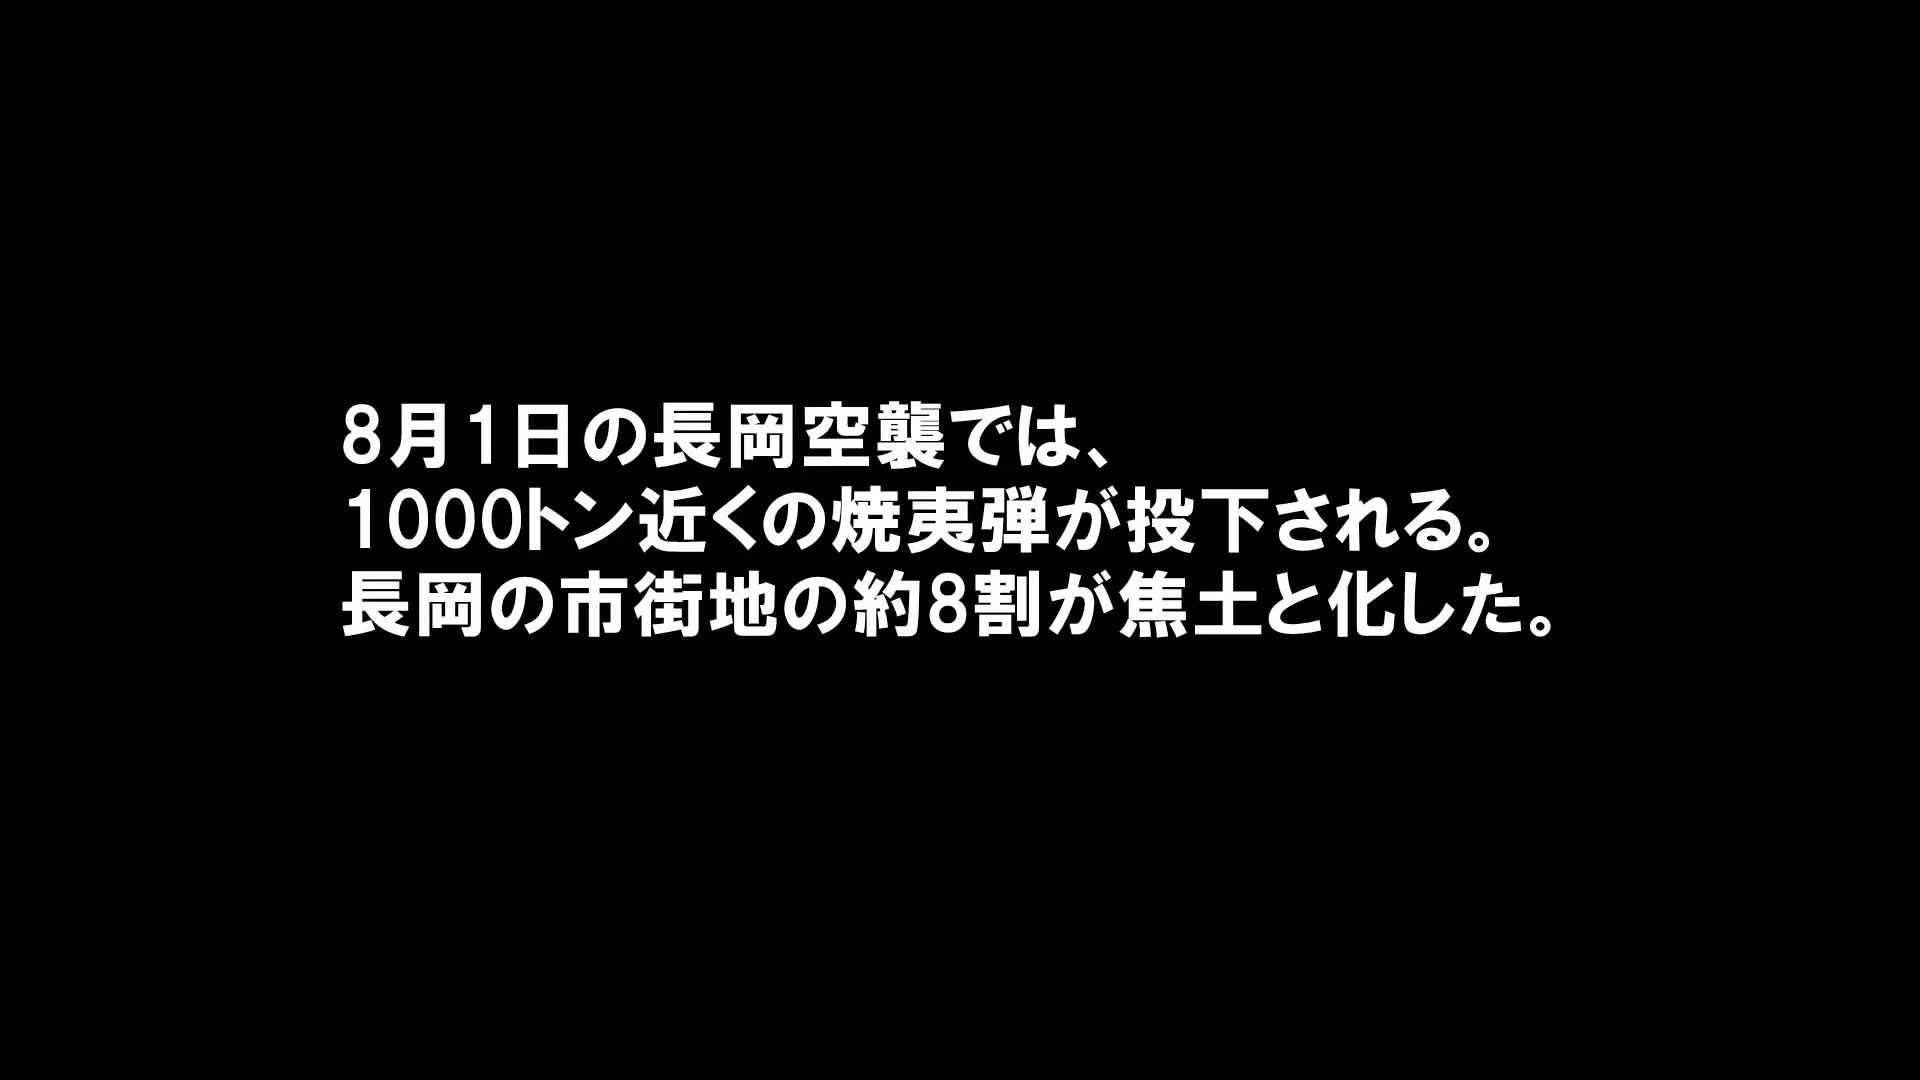 8月1日の長岡空襲では、
1000トン近くの焼夷弾が投下される。
長岡の市街地の約8割が焦土と化した。